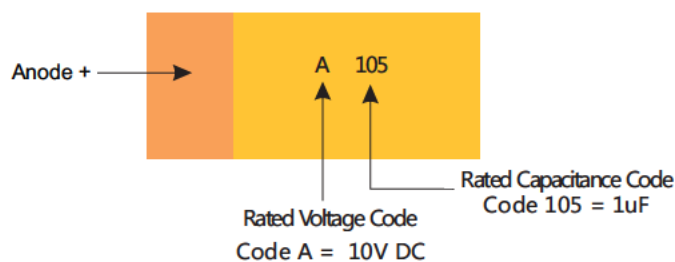 A 105
Anode +
Rated Capacitance Code
Code 105 = 1uF
Rated Voltage Code
Code A = 10V DC